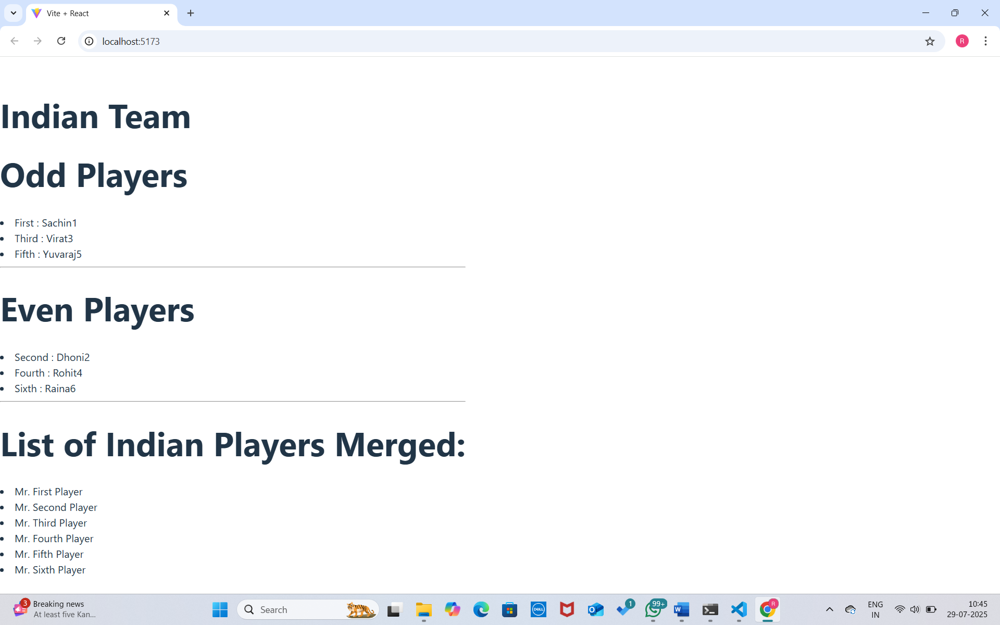 Vite + React
localhost:5173
R
Indian Team
Odd Players
First : Sachin1
Third : Virat3
Fifth : Yuvaraj5
Even Players
Second : Dhoni2
Fourth : Rohit4
Sixth : Raina6
List of Indian Players Merged:
Mr. First Player
Mr. Second Player
Mr. Third Player
Mr. Fourth Player
Mr. Fifth Player
Mr. Sixth Player
3
Breaking news
At least five Kan...
Search
DELL
1
99+
W
R
ENG
IN
10:45
29-07-2025